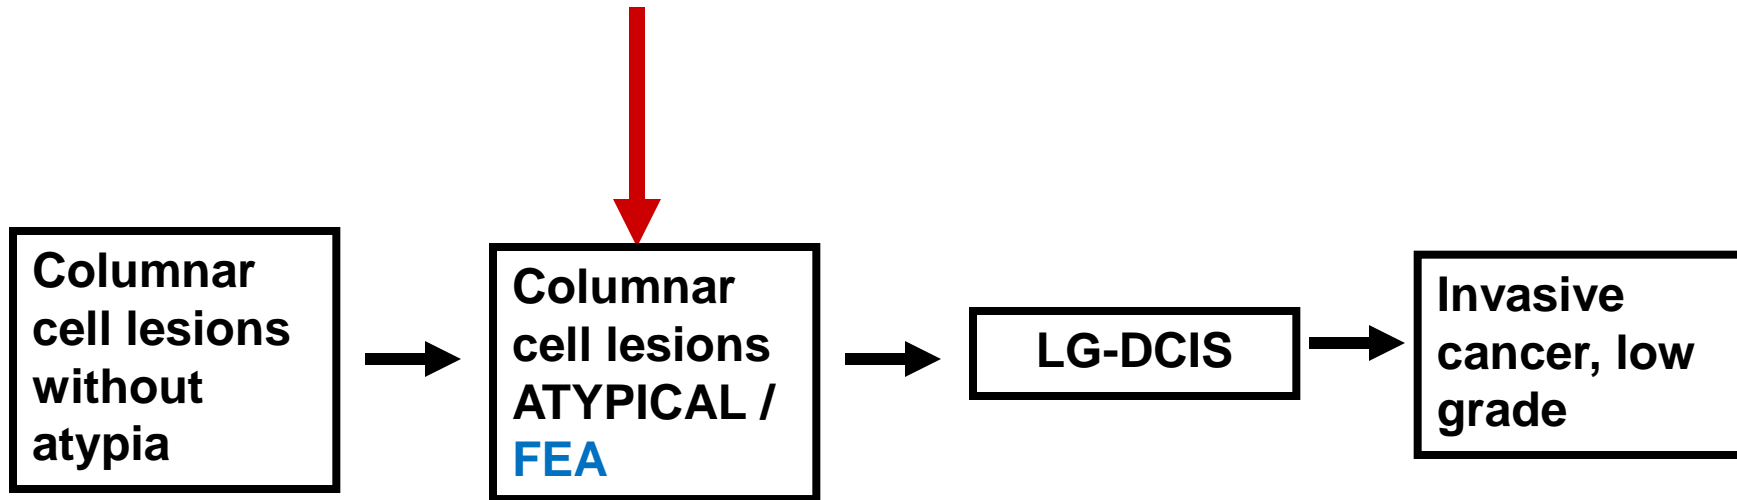 Columnar
cell lesions
without
atypia
Columnar
cell lesions
ATYPICAL /
FEA
LG-DCIS
Invasive
cancer, low
grade